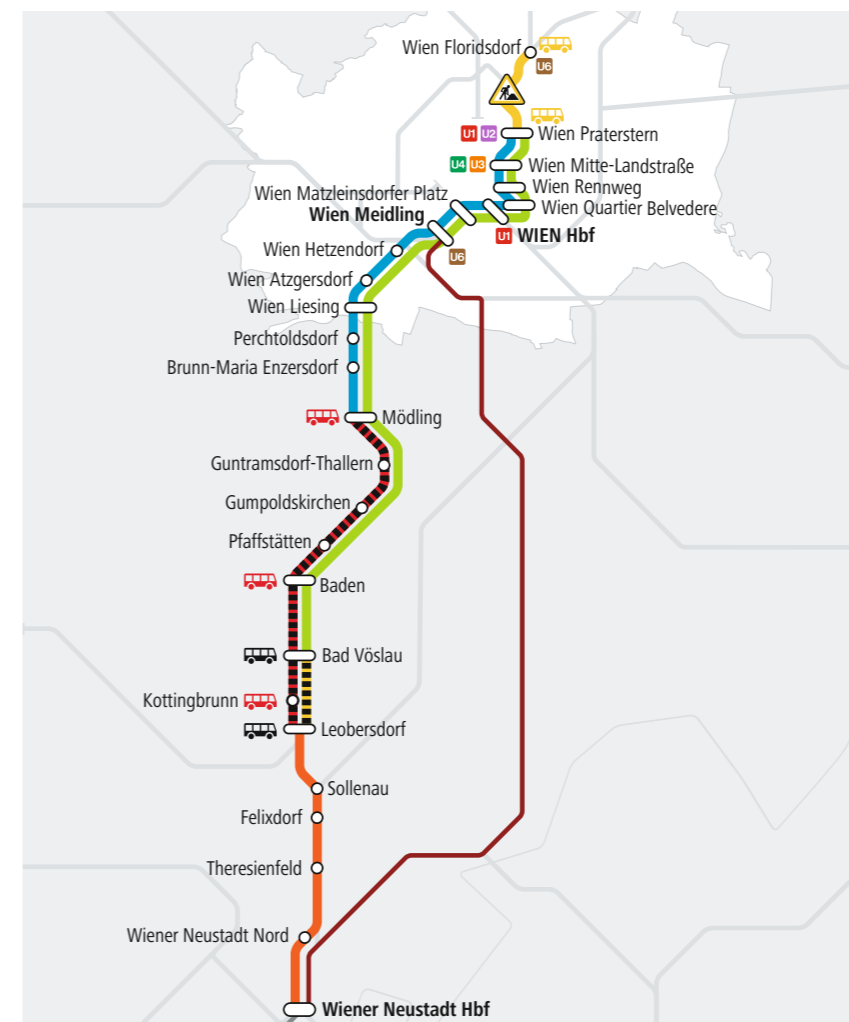 Wien Floridsdorf
U6
U1 U2 Wien Praterstern
U4 U3 Wien Mitte-Landstraße
Wien Rennweg
Wien Matzleinsdorfer Platz
Wien Quartier Belvedere
Wien Meidling
U1 WIEN Hbf
Wien Hetzendorf
U6
Wien Atzgersdorf
Wien Liesing
Perchtoldsdorf
Brunn-Maria Enzersdorf
Mödling
Guntramsdorf-Thallern
Gumpoldskirchen
Pfaffstätten
Baden
Bad Vöslau
Kottingbrunn
Leobersdorf
Sollenau
Felixdorf
Theresienfeld
Wiener Neustadt Nord
Wiener Neustadt Hbf